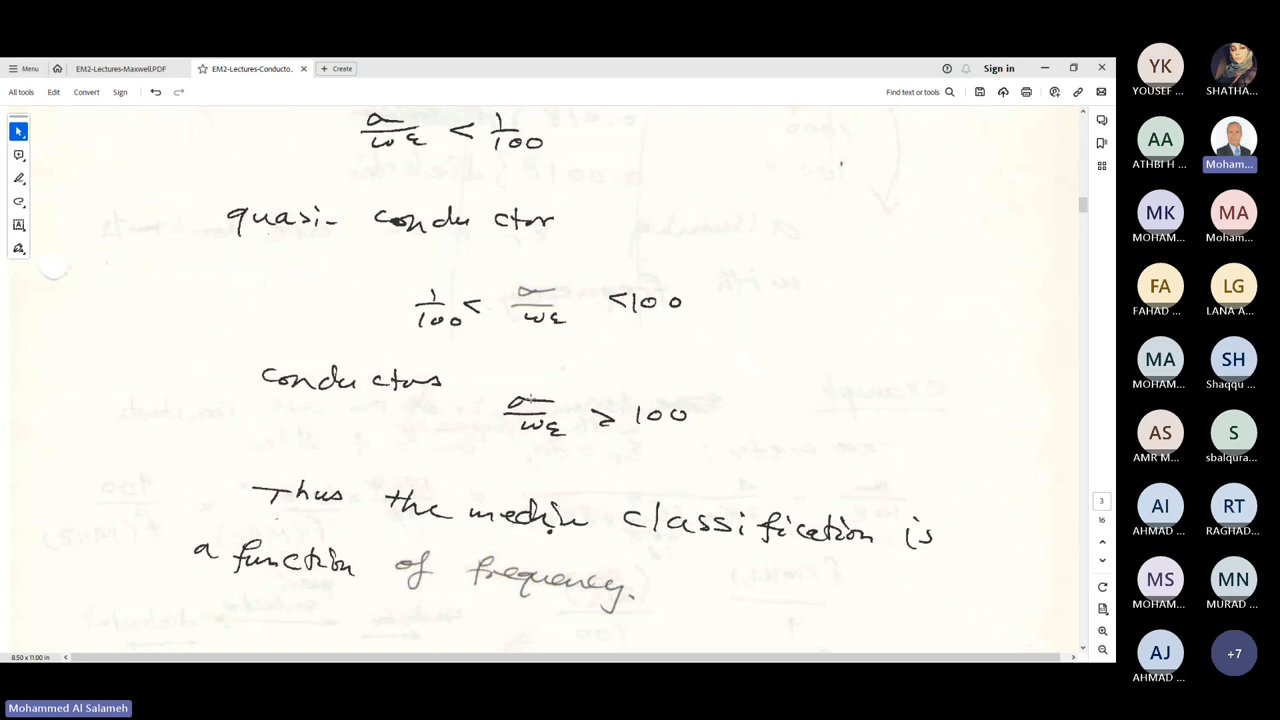 Menu
EM2-Lectures-Maxwell.PDF
EM2-Lectures-Conducto...
Create
Sign in
All tools Edit Convert Sign
Find text or tools
σ/ωε < 1/100
quasi- conductor
1/100 < σ/ωε < 100
conductors
σ/ωε > 100
Thus the medium classification is
a function of frequency.
3
16
8.50 x 11.00 in
YK
YOUSEF ...
SHATHA...
AA
ATHBI H ...
Moham...
MK
MOHAM...
MA
Moham...
FA
FAHAD ...
LG
LANA A...
MA
MOHAM...
SH
Shaqqu ...
AS
AMR M...
S
sbalqura...
AI
AHMAD ...
RT
RAGHAD...
MS
MOHAM...
MN
MURAD ...
AJ
AHMAD ...
+7
Mohammed Al Salameh